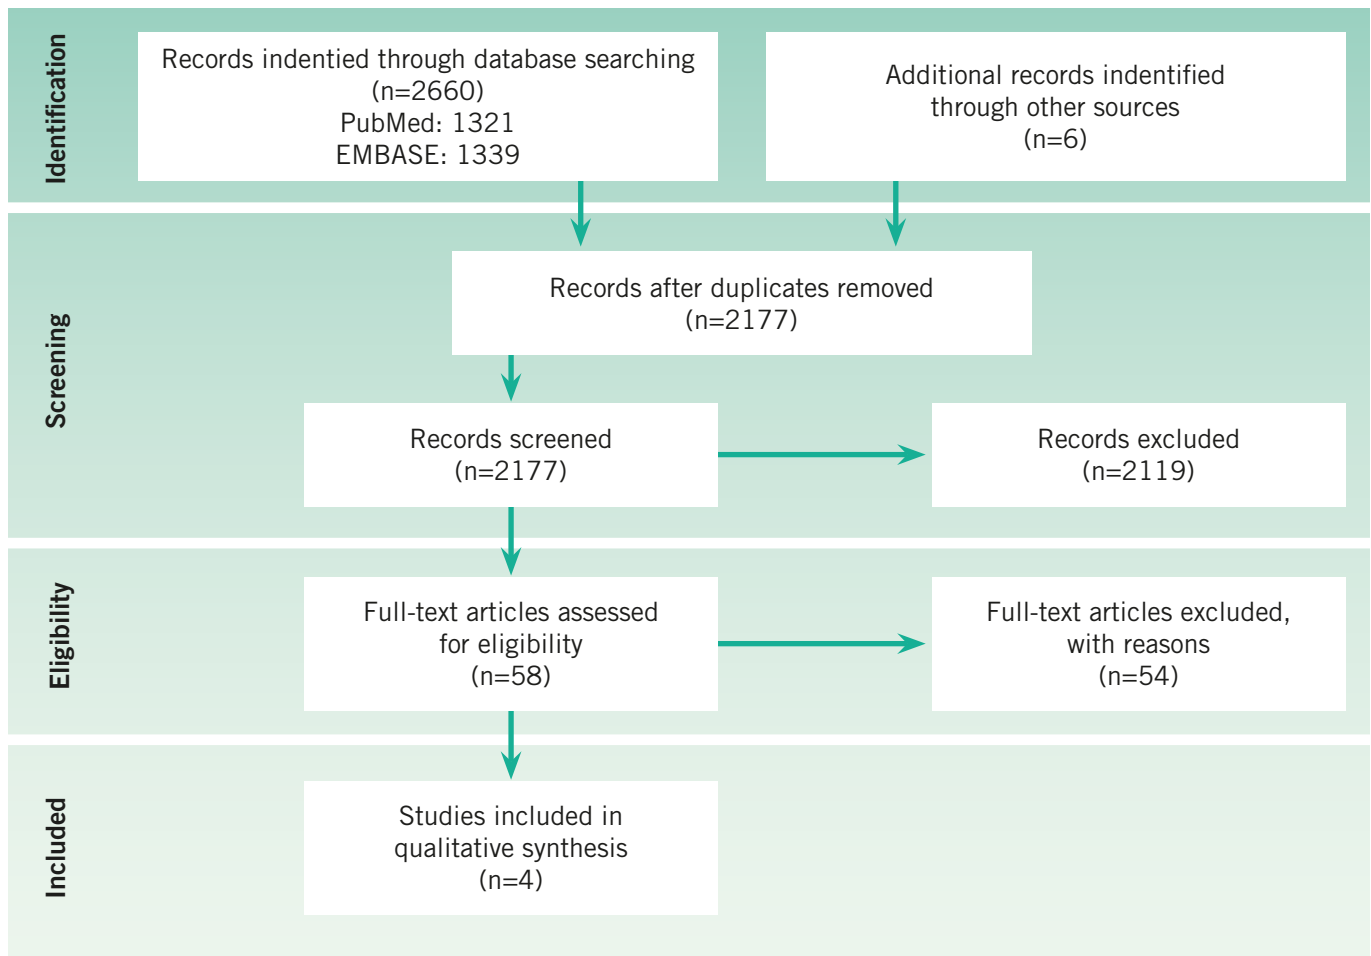 Identification
Records indentied through database searching
(n=2660)
PubMed: 1321
EMBASE: 1339
Additional records indentified
through other sources
(n=6)
Screening
Records after duplicates removed
(n=2177)
Records screened
(n=2177)
Records excluded
(n=2119)
Eligibility
Full-text articles assessed
for eligibility
(n=58)
Full-text articles excluded,
with reasons
(n=54)
Included
Studies included in
qualitative synthesis
(n=4)